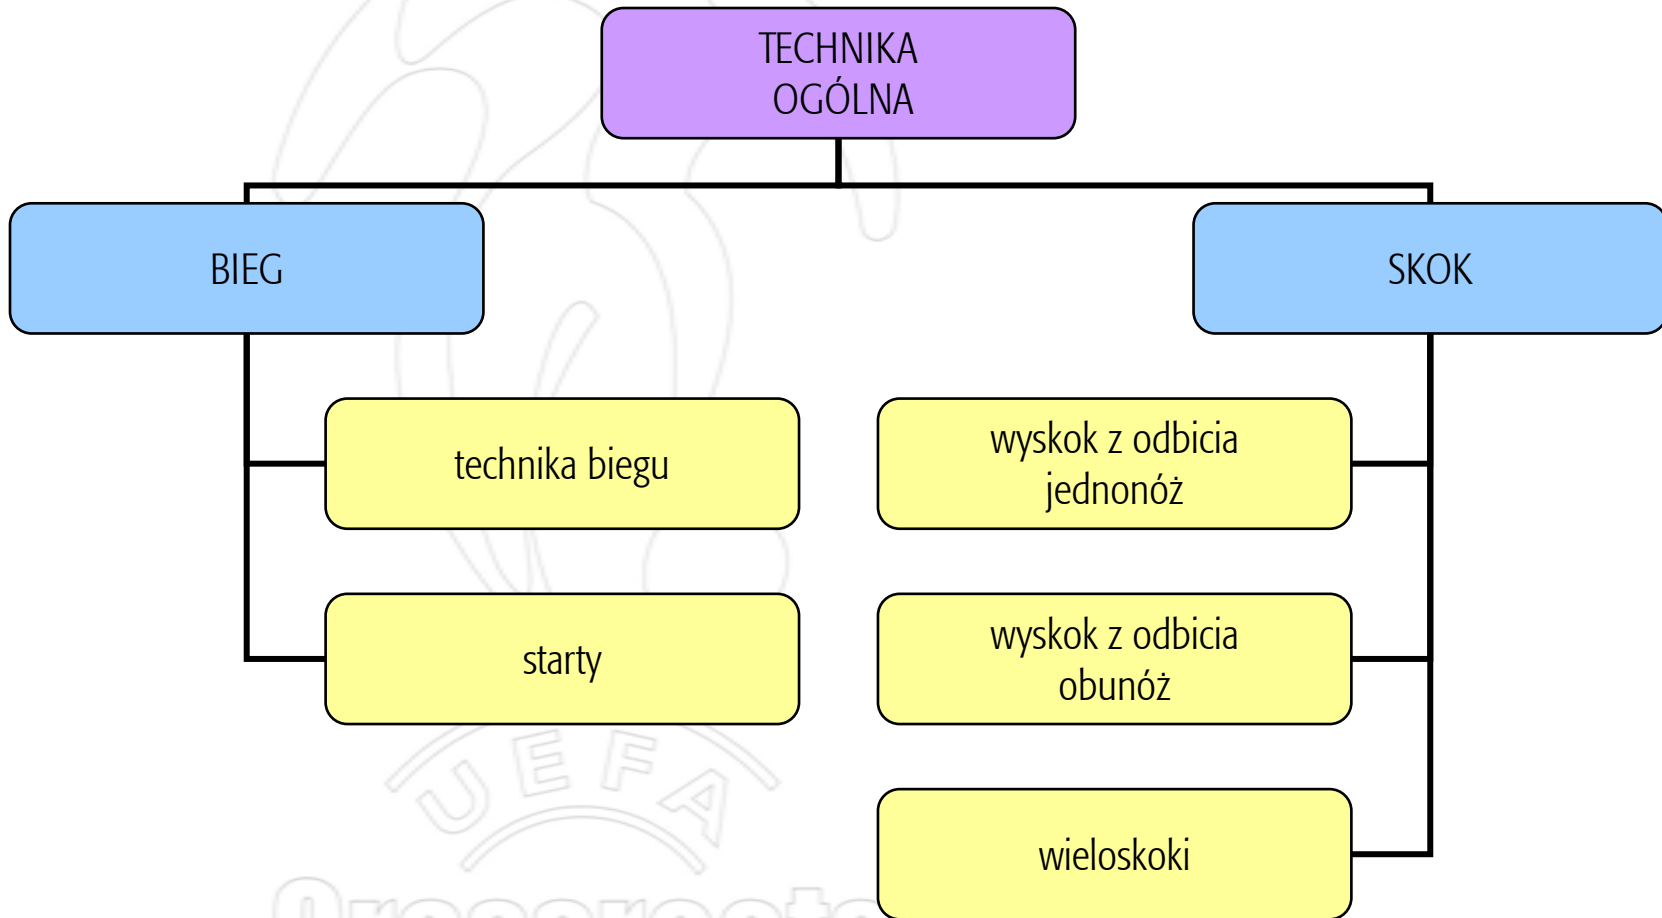 TECHNIKA
OGÓLNA
BIEG
SKOK
technika biegu
wyskok z odbicia
jednonóż
starty
wyskok z odbicia
obunóż
UEFA
wieloskoki